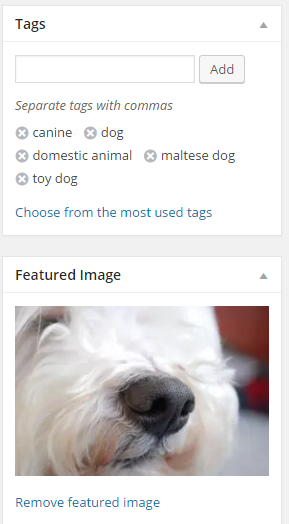 Tags
Add
Separate tags with commas
canine dog
domestic animal maltese dog
toy dog
Choose from the most used tags
Featured Image
Remove featured image